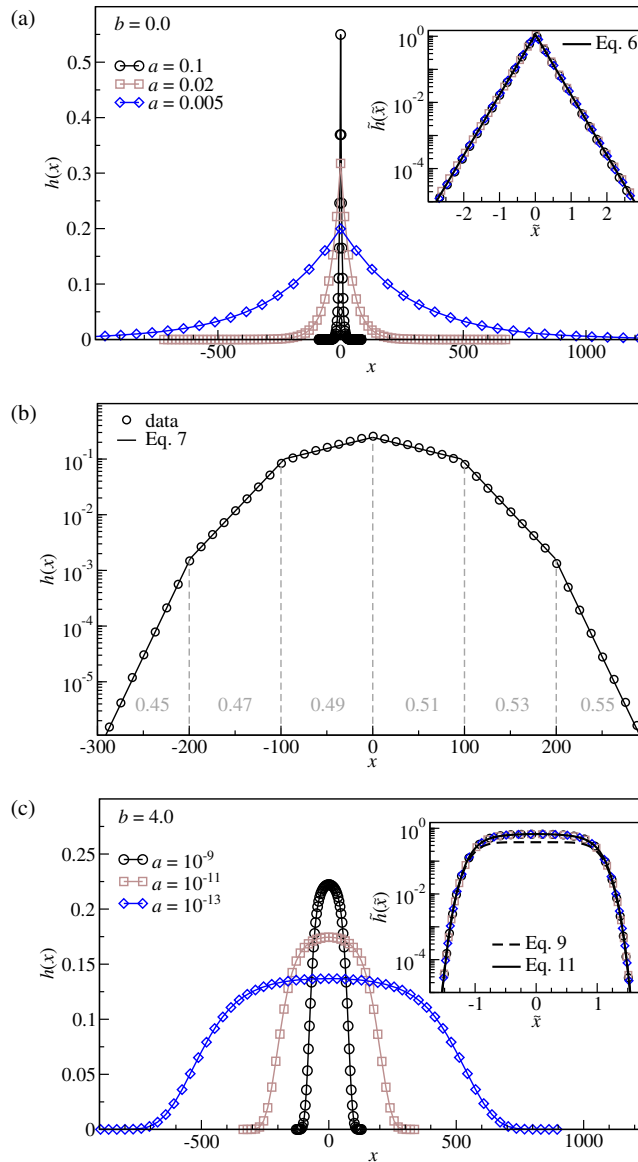 (a)
b = 0.0
a = 0.1
a = 0.02
a = 0.005
h(x)
0.5
0.4
0.3
0.2
0.1
0
-500 0 500 1000
x
Eq. 6
h̃(x̃)
10⁰
10⁻²
10⁻⁴
-2 -1 0 1 2
x̃
(b)
data
Eq. 7
h(x)
10⁻¹
10⁻²
10⁻³
10⁻⁴
10⁻⁵
0.45 0.47 0.49 0.51 0.53 0.55
-300 -200 -100 0 100 200
x
(c)
b = 4.0
a = 10⁻⁹
a = 10⁻¹¹
a = 10⁻¹³
h(x)
0.25
0.2
0.15
0.1
0.05
0
-500 0 500 1000
x
h̃(x̃)
10⁰
10⁻²
10⁻⁴
Eq. 9
Eq. 11
-1 0 1
x̃